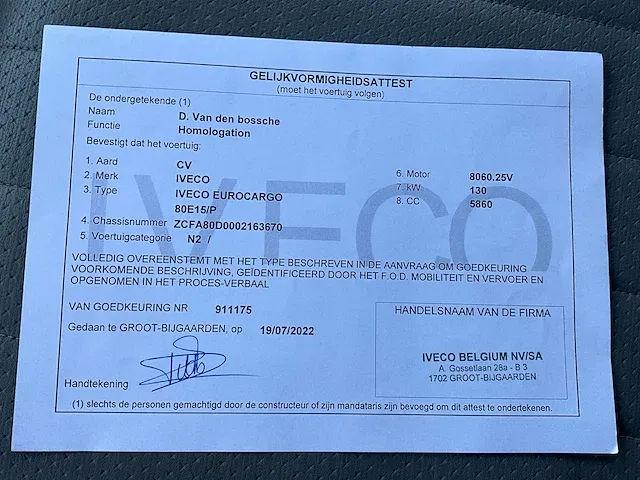 GELIJKVORMIGHEIDSATTEST
(moet het voertuig volgen)
De ondergetekende (1)
Naam D. Van den bossche
Functie Homologation
Bevestigt dat het voertuig:
1. Aard CV
2. Merk IVECO
3. Type IVECO EUROCARGO
80E15/P
4. Chassisnummer ZCFA80D0002163670
5. Voertuigcategorie N2 /
6. Motor 8060.25V
7. kW 130
8. CC 5860
IVECO
VOLLEDIG OVEREENSTEMT MET HET TYPE BESCHREVEN IN DE AANVRAAG OM GOEDKEURING
VOORKOMENDE BESCHRIJVING, GEÏDENTIFICEERD DOOR HET F.O.D. MOBILITEIT EN VERVOER EN
OPGENOMEN IN HET PROCES-VERBAAL
VAN GOEDKEURING NR 911175
Gedaan te GROOT-BIJGAARDEN, op 19/07/2022
Handtekening
HANDELSNAAM VAN DE FIRMA
IVECO BELGIUM NV/SA
A. Gossetlaan 28a - B 3
1702 GROOT-BIJGAARDEN
(1) slechts de personen gemachtigd door de constructeur of zijn mandataris zijn bevoegd om dit attest te ondertekenen.